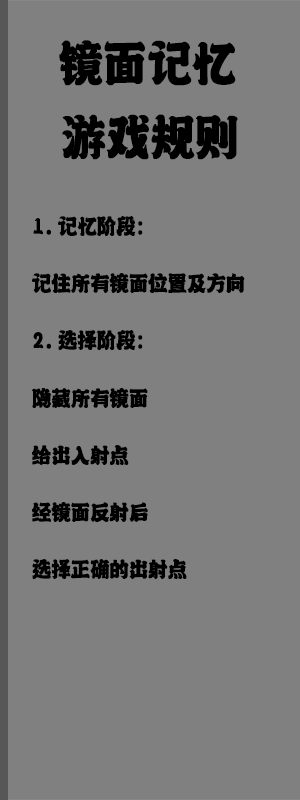 镜面记忆
游戏规则
1. 记忆阶段:
记住所有镜面位置及方向
2. 选择阶段:
隐藏所有镜面
给出入射点
经镜面反射后
选择正确的出射点